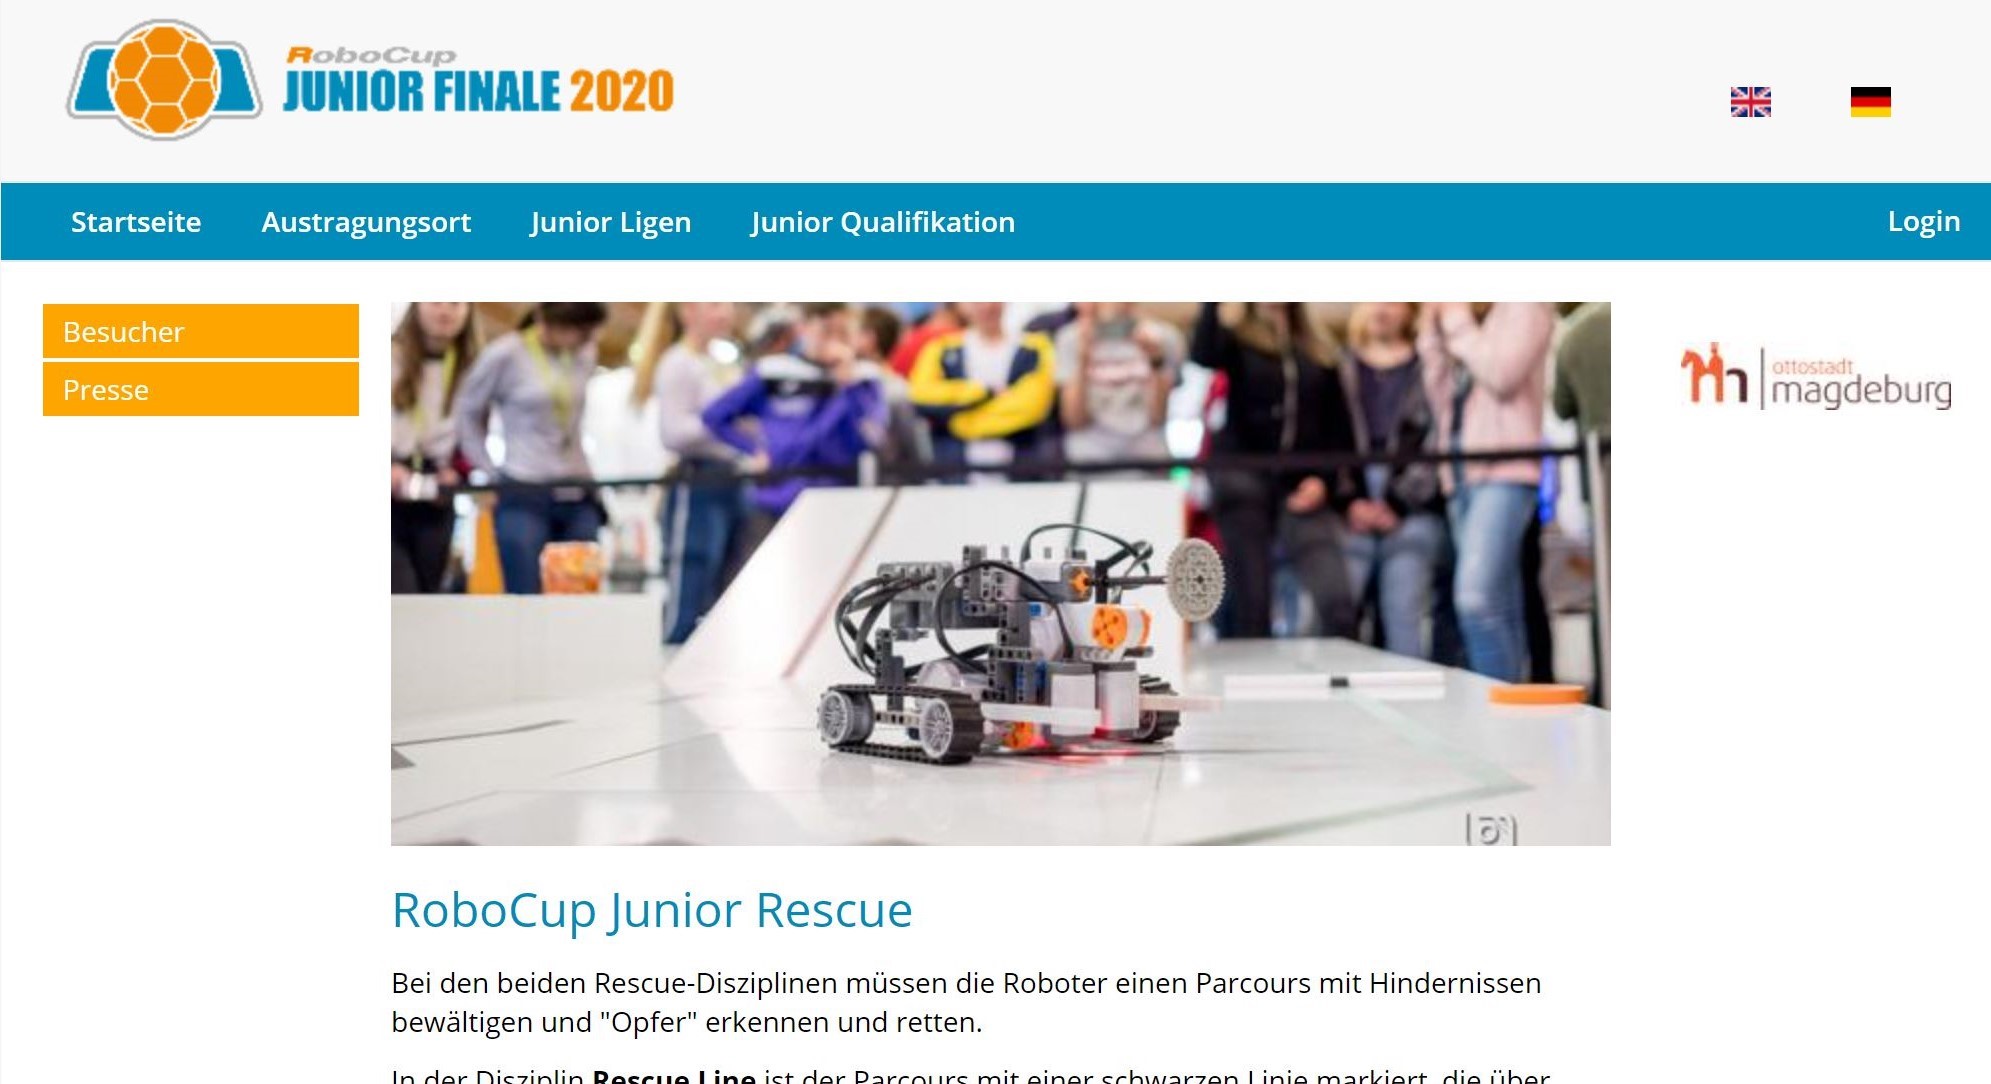 RoboCup
JUNIOR FINALE 2020
Startseite Austragungsort Junior Ligen Junior Qualifikation Login
Besucher
Presse
ottostadt
magdeburg
RoboCup Junior Rescue
Bei den beiden Rescue-Disziplinen müssen die Roboter einen Parcours mit Hindernissen
bewältigen und "Opfer" erkennen und retten.
In der Disziplin Rescue Line ist der Parcours mit einer schwarzen Linie markiert, die über